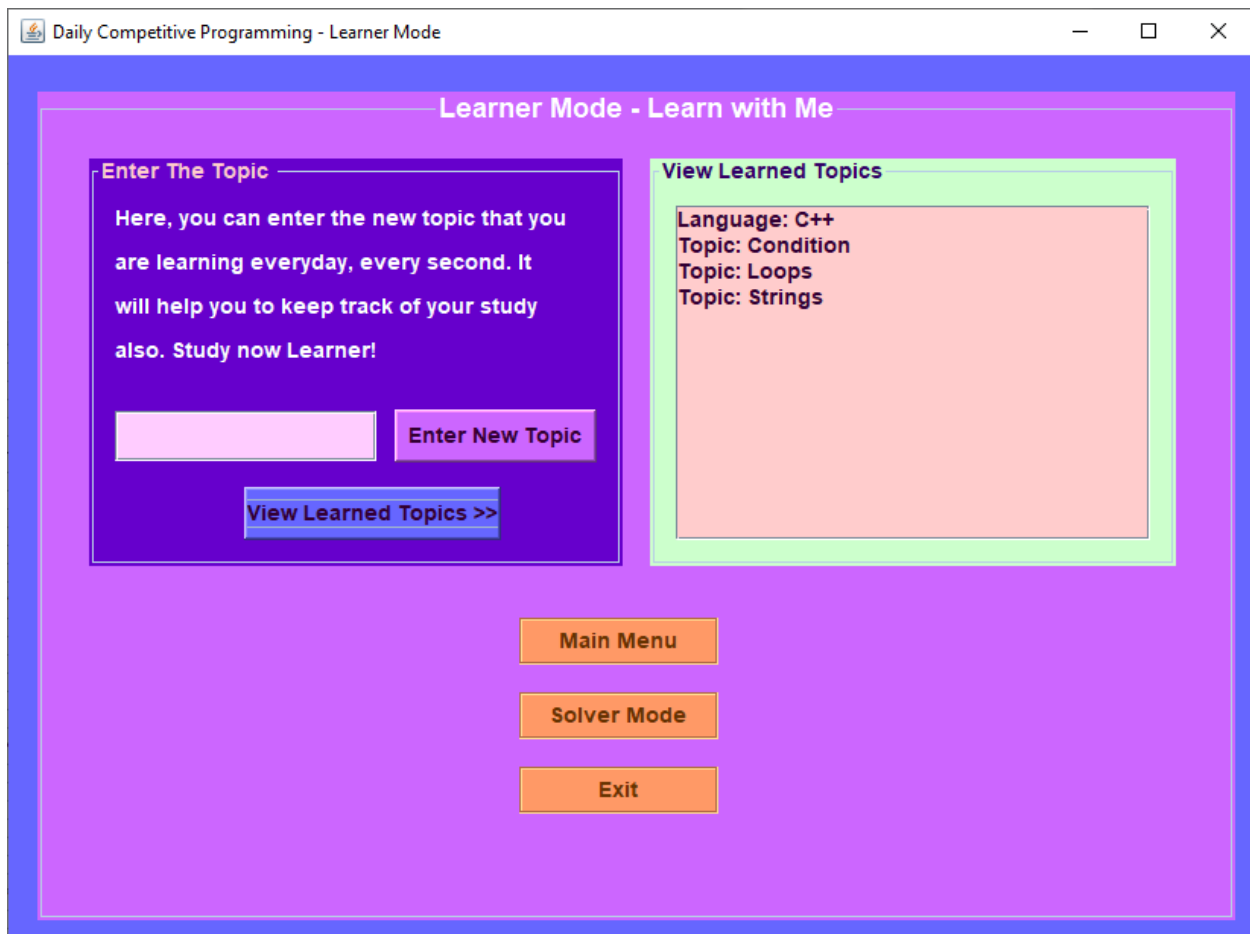 Daily Competitive Programming - Learner Mode
Learner Mode - Learn with Me
Enter The Topic
Here, you can enter the new topic that you
are learning everyday, every second. It
will help you to keep track of your study
also. Study now Learner!
Enter New Topic
View Learned Topics >>
View Learned Topics
Language: C++
Topic: Condition
Topic: Loops
Topic: Strings
Main Menu
Solver Mode
Exit